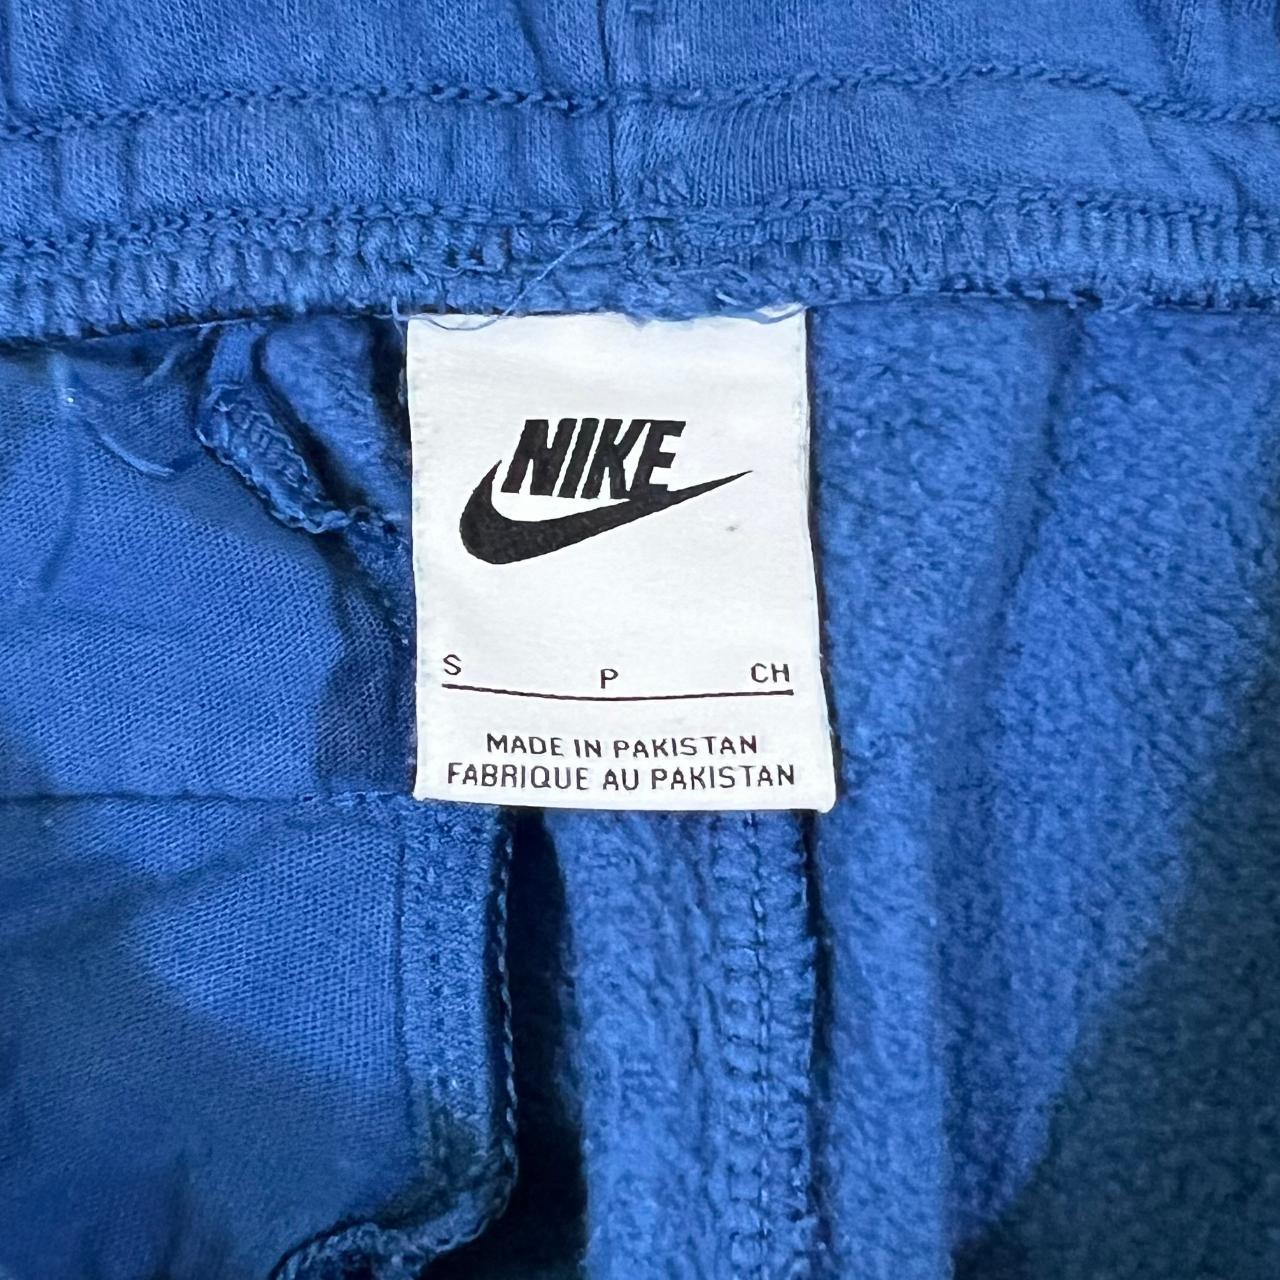 NIKE
S P CH
MADE IN PAKISTAN
FABRIQUE AU PAKISTAN